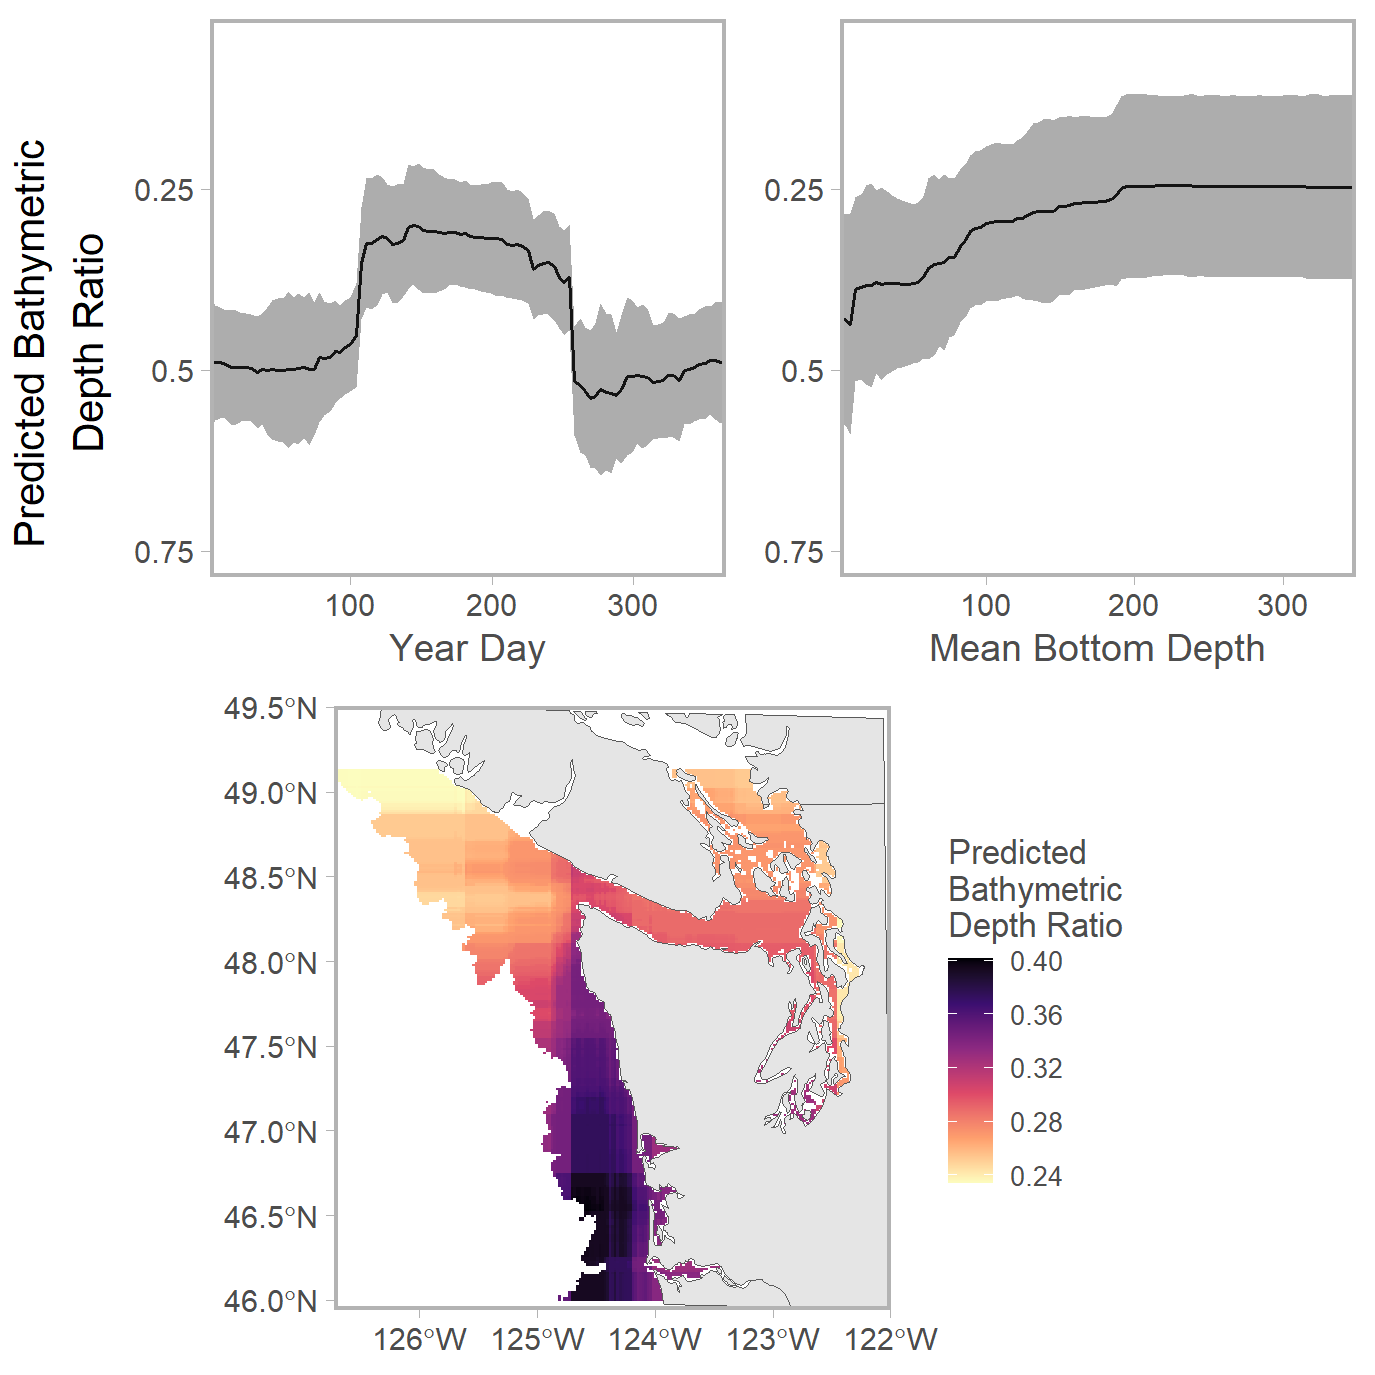 Predicted Bathymetric
Depth Ratio
0.25
0.5
0.75
100 200 300
Year Day
0.25
0.5
0.75
100 200 300
Mean Bottom Depth
49.5°N
49.0°N
48.5°N
48.0°N
47.5°N
47.0°N
46.5°N
46.0°N
126°W 125°W 124°W 123°W 122°W
Predicted
Bathymetric
Depth Ratio
0.40
0.36
0.32
0.28
0.24